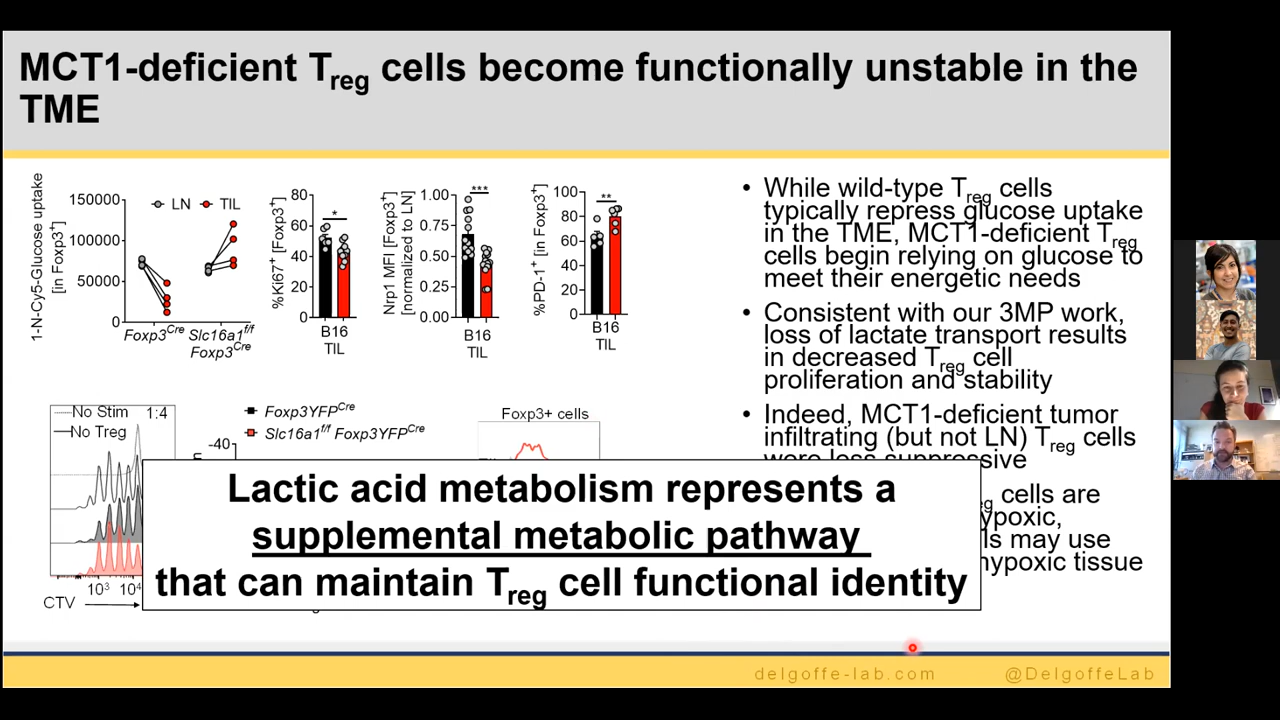 MCT1-deficient Treg cells become functionally unstable in the
TME
1-N-Cy5-Glucose uptake
[in Foxp3+]
150000
100000
50000
0
LN
TIL
Foxp3Cre
Slc16a1f/f
Foxp3Cre
%Ki67+ [Foxp3+]
80
60
40
20
0
*
B16
TIL
Nrp1 MFI [Foxp3+]
[normalized to LN]
1.00
0.75
0.50
0.25
0.00
***
B16
TIL
%PD-1+ [in Foxp3+]
100
80
60
40
20
0
**
B16
TIL
• While wild-type Treg cells
typically repress glucose uptake
in the TME, MCT1-deficient Treg
cells begin relying on glucose to
meet their energetic needs
• Consistent with our 3MP work,
loss of lactate transport results
in decreased Treg cell
proliferation and stability
• Indeed, MCT1-deficient tumor
infiltrating (but not LN) Treg cells
were less suppressive
cells are
may use
hypoxic tissue
No Stim 1:4
No Treg
10³ 10⁴
CTV
Foxp3YFPCre
Slc16a1f/f Foxp3YFPCre
-40
Foxp3+ cells
Lactic acid metabolism represents a
supplemental metabolic pathway
that can maintain Treg cell functional identity
delgoffe-lab.com @DelgoffeLab